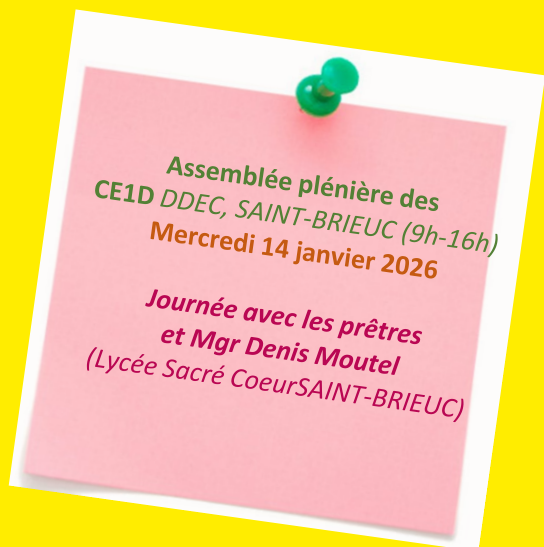 Assemblée plénière des
CE1D DDEC, SAINT-BRIEUC (9h-16h)
Mercredi 14 janvier 2026
Journée avec les prêtres
et Mgr Denis Moutel
(Lycée Sacré CoeurSAINT-BRIEUC)